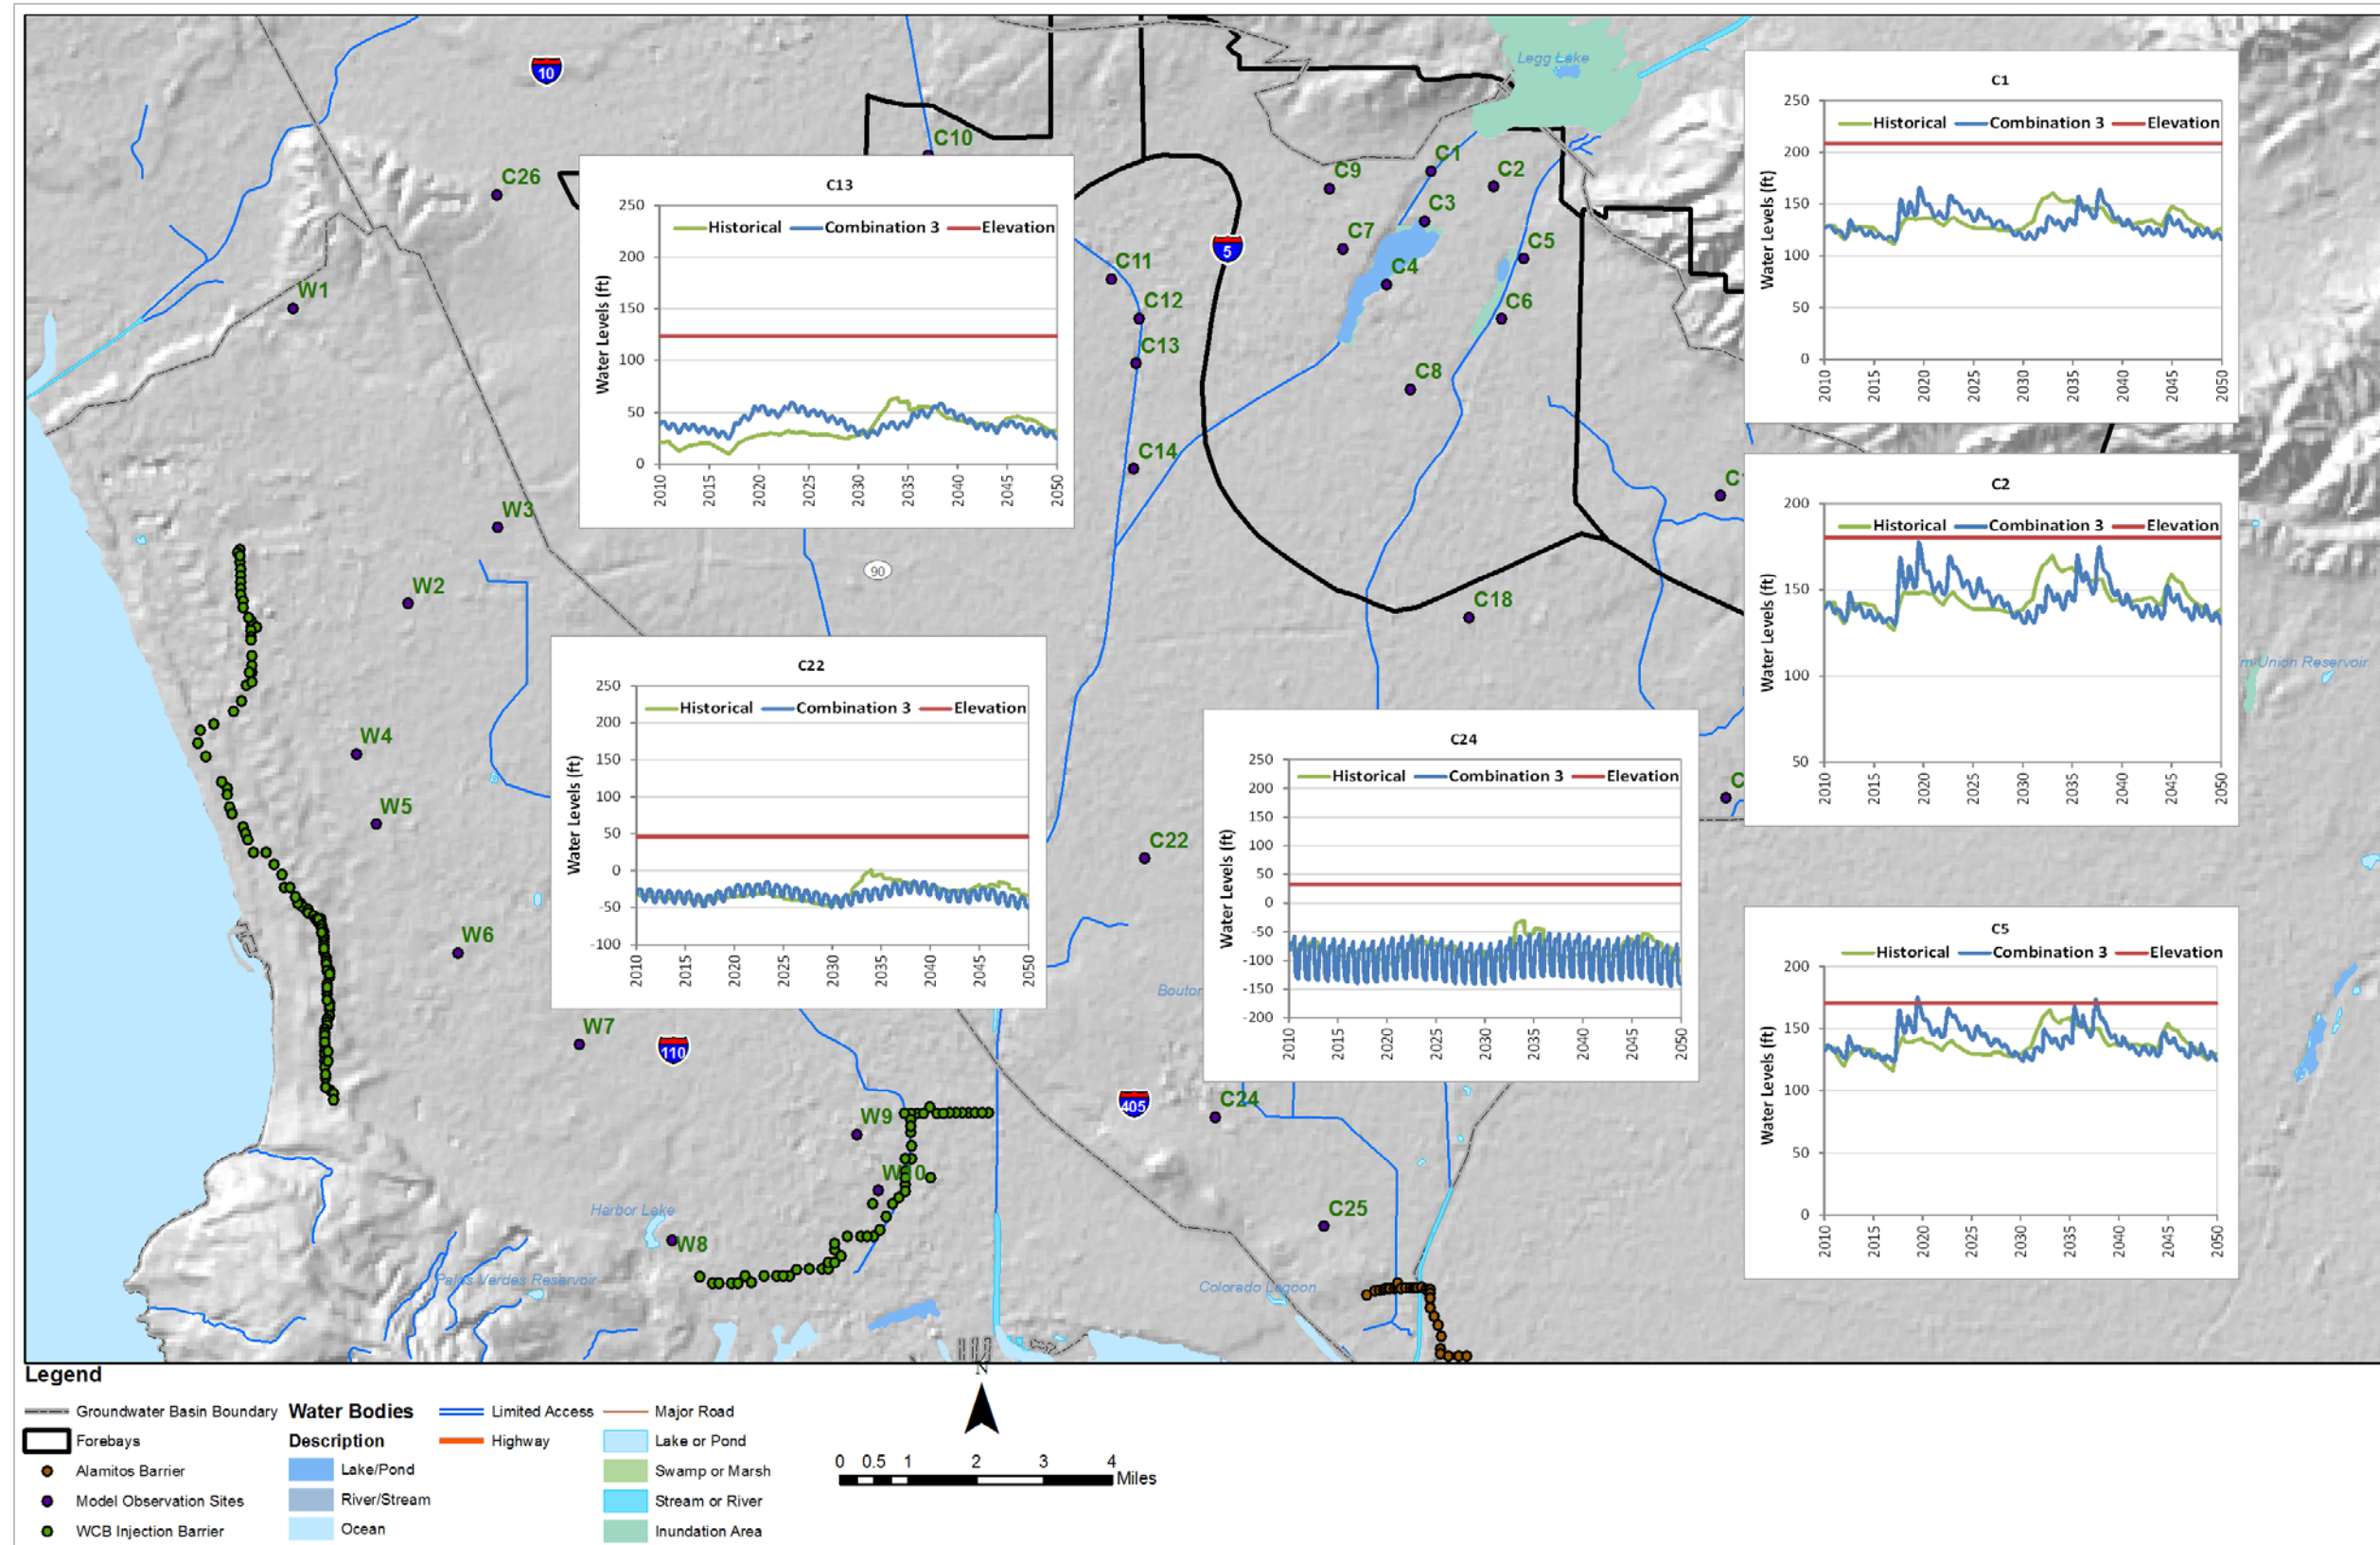 10
Legg Lake
C10
C26
C9
C1
C2
C3
C7
C5
C4
C6
C11
C12
C13
C14
C8
C18
5
90
W1
W3
W2
W4
W5
W6
W7
110
C22
Bouton
405
C24
C25
W9
W10
W8
Harbor Lake
Palos Verdes Reservoir
Colorado Lagoon
Union Reservoir
C13
Historical Combination 3 Elevation
Water Levels (ft)
250
200
150
100
50
0
2010 2015 2020 2025 2030 2035 2040 2045 2050
C22
Historical Combination 3 Elevation
Water Levels (ft)
250
200
150
100
50
0
-50
-100
2010 2015 2020 2025 2030 2035 2040 2045 2050
C24
Historical Combination 3 Elevation
Water Levels (ft)
250
200
150
100
50
0
-50
-100
-150
-200
2010 2015 2020 2025 2030 2035 2040 2045 2050
C1
Historical Combination 3 Elevation
Water Levels (ft)
250
200
150
100
50
0
2010 2015 2020 2025 2030 2035 2040 2045 2050
C2
Historical Combination 3 Elevation
Water Levels (ft)
200
150
100
50
2010 2015 2020 2025 2030 2035 2040 2045 2050
C5
Historical Combination 3 Elevation
Water Levels (ft)
200
150
100
50
0
2010 2015 2020 2025 2030 2035 2040 2045 2050
Legend
Groundwater Basin Boundary
Forebays
Alamitos Barrier
Model Observation Sites
WCB Injection Barrier
Water Bodies
Description
Lake/Pond
River/Stream
Ocean
Limited Access
Highway
Major Road
Lake or Pond
Swamp or Marsh
Stream or River
Inundation Area
N
0 0.5 1 2 3 4
Miles